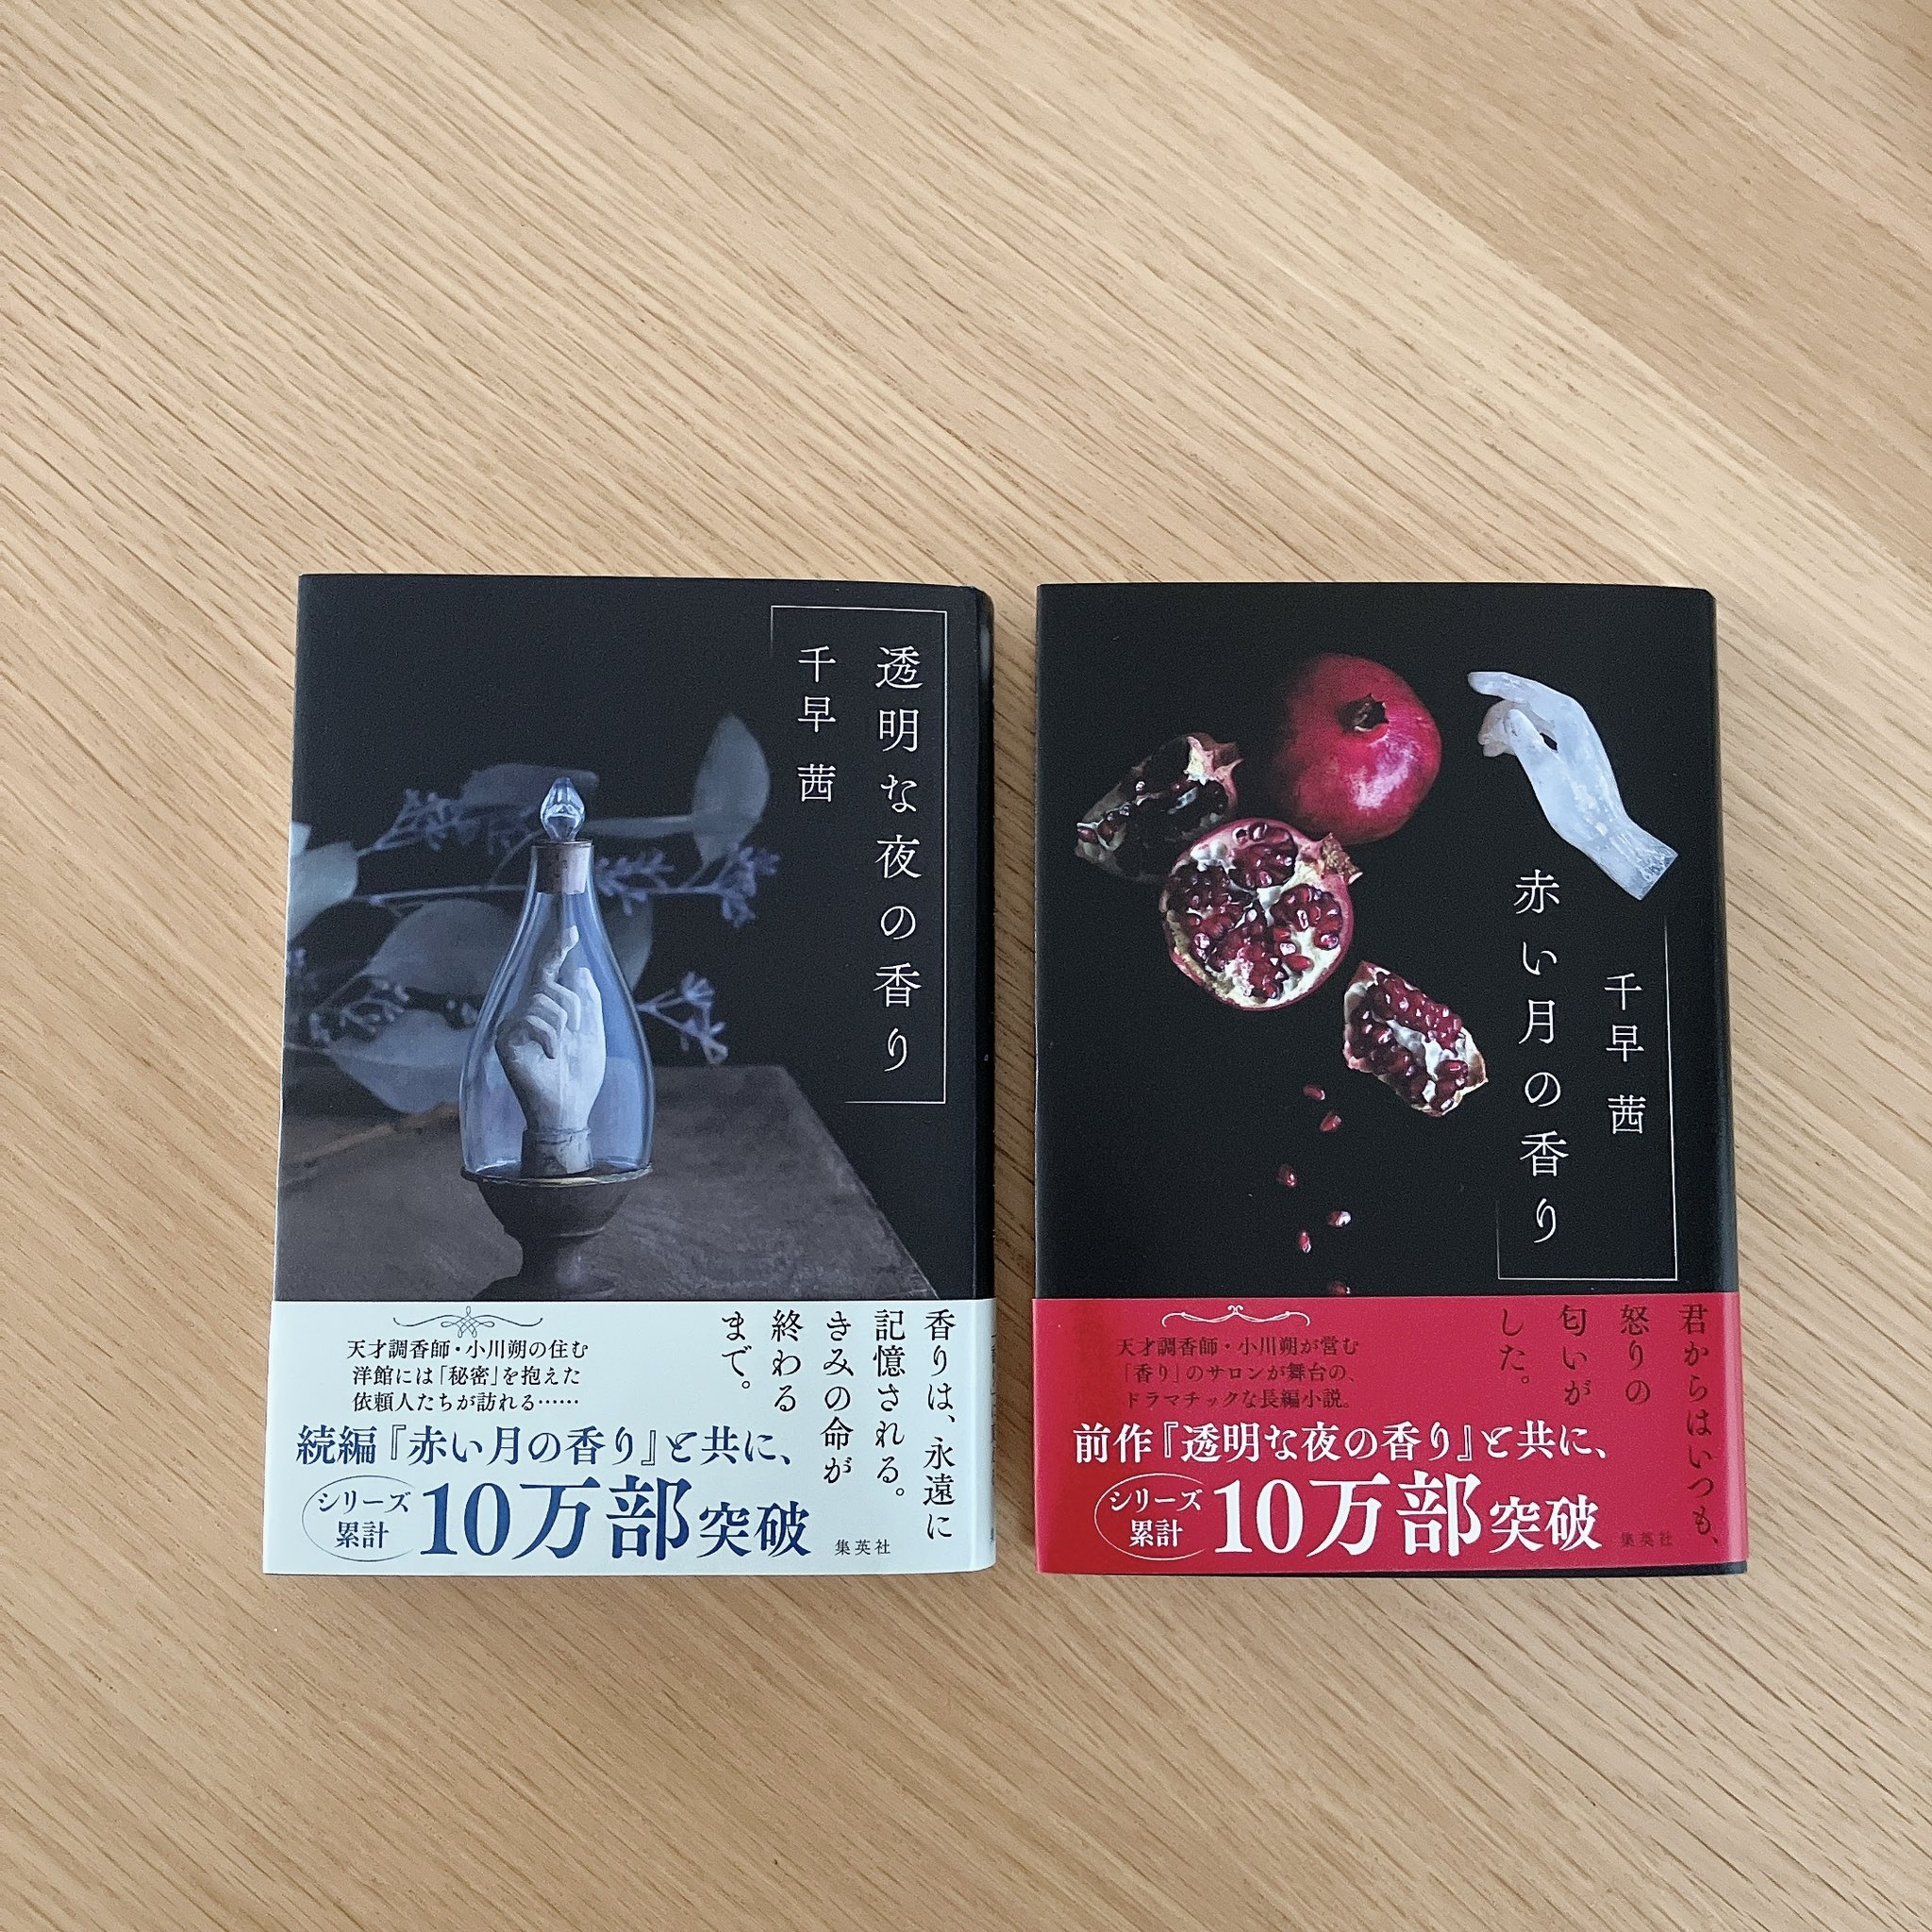 透明な夜の香り
千早 茜
香りは、永遠に
記憶される。
きみの命が
終わる
まで。
天才調香師・小川朔の住む
洋館には「秘密」を抱えた
依頼人たちが訪れる……
続編『赤い月の香り』と共に、
シリーズ
累計
10万部突破
集英社
千早 茜
赤い月の香り
君からはいつも、
怒りの
匂いが
した。
天才調香師・小川朔が営む
「香り」のサロンが舞台の、
ドラマチックな長編小説。
前作『透明な夜の香り』と共に、
シリーズ
累計
10万部突破
集英社